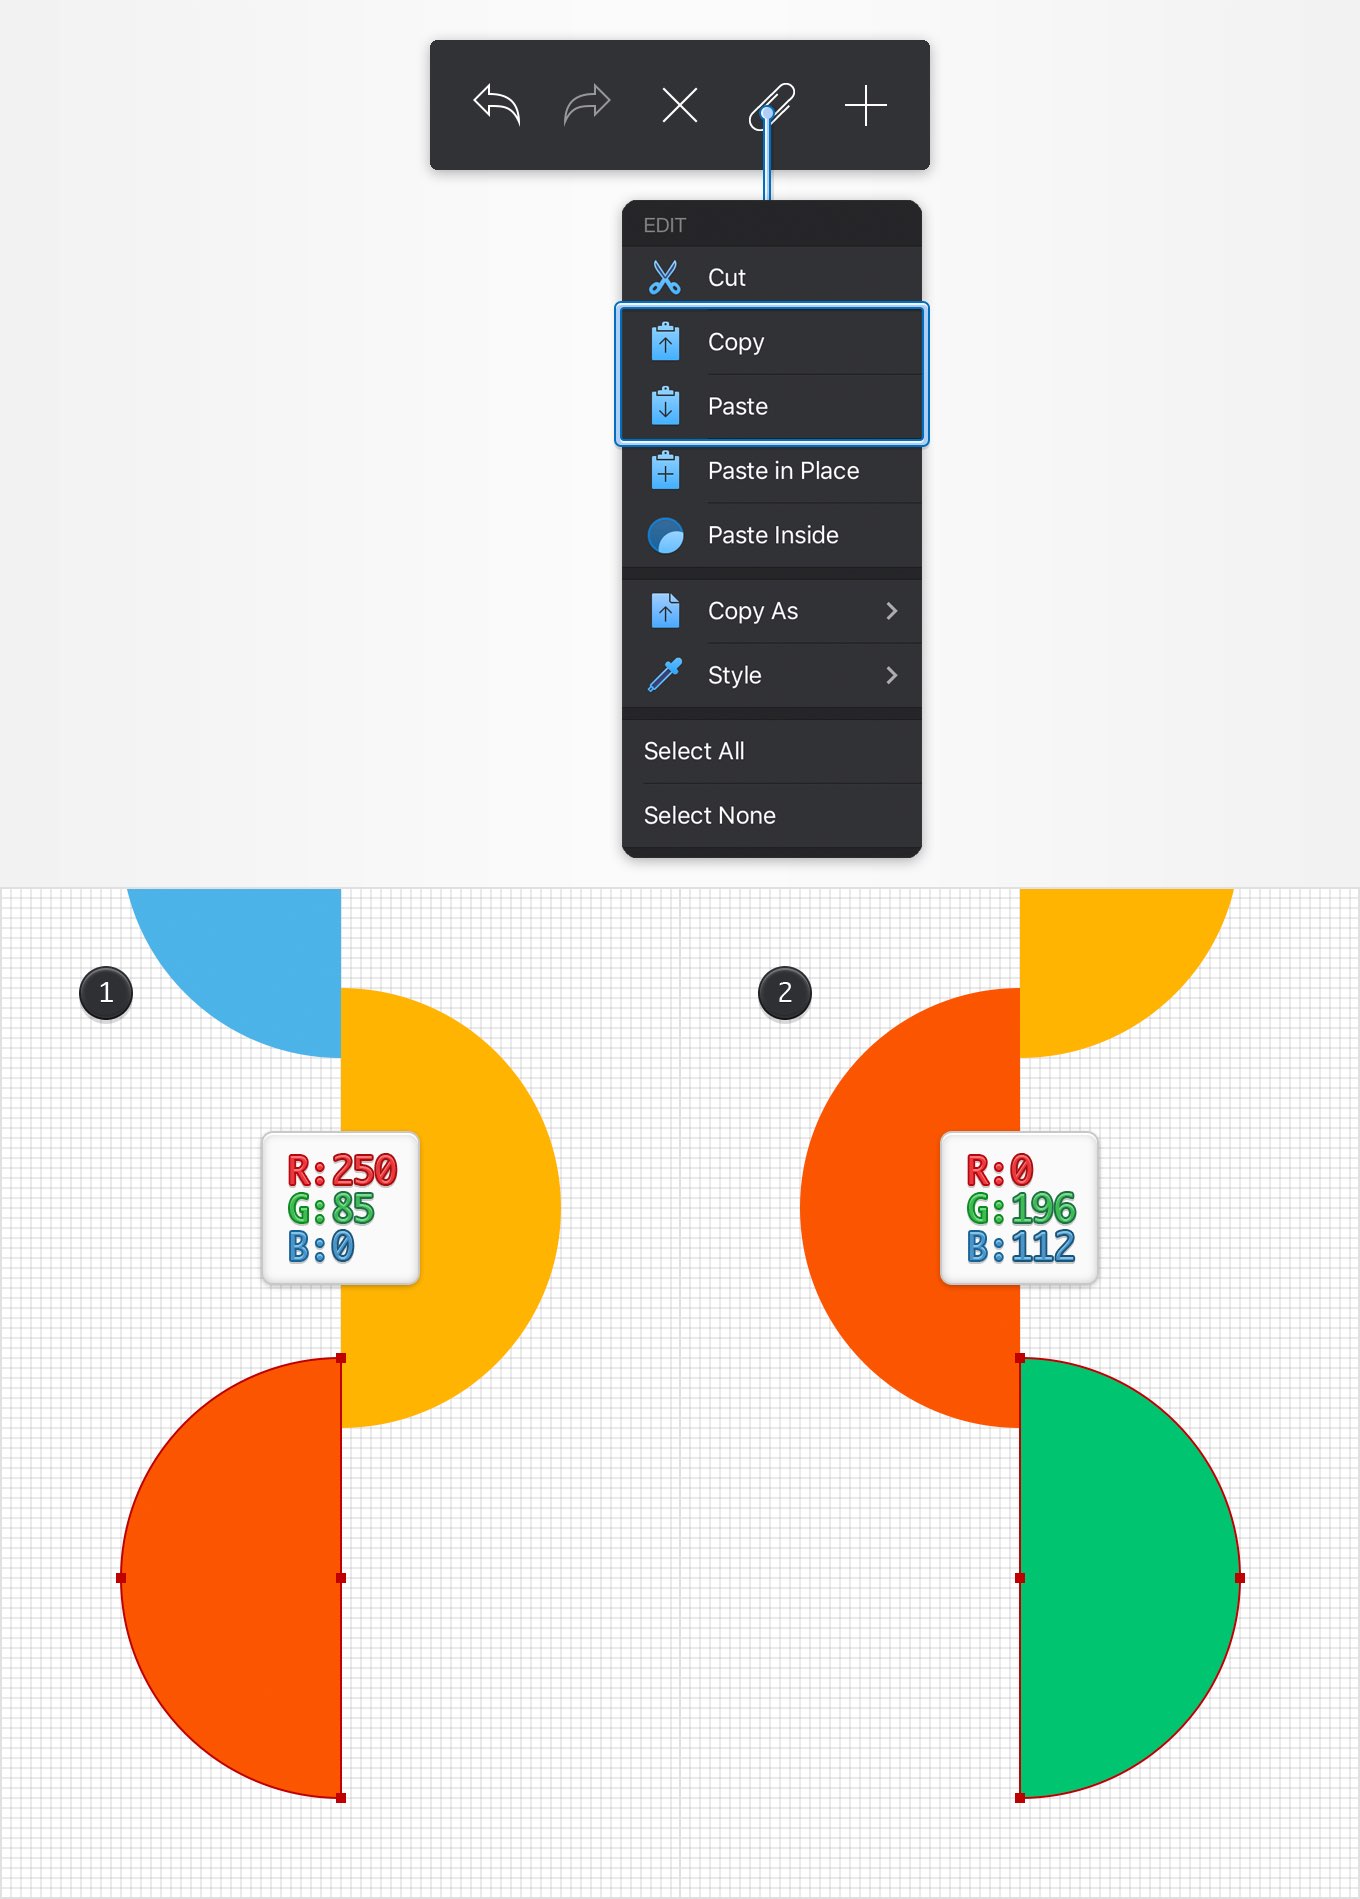 EDIT
Cut
Copy
Paste
Paste in Place
Paste Inside
Copy As
Style
Select All
Select None
1
R:250
G:85
B:0
2
R:0
G:196
B:112